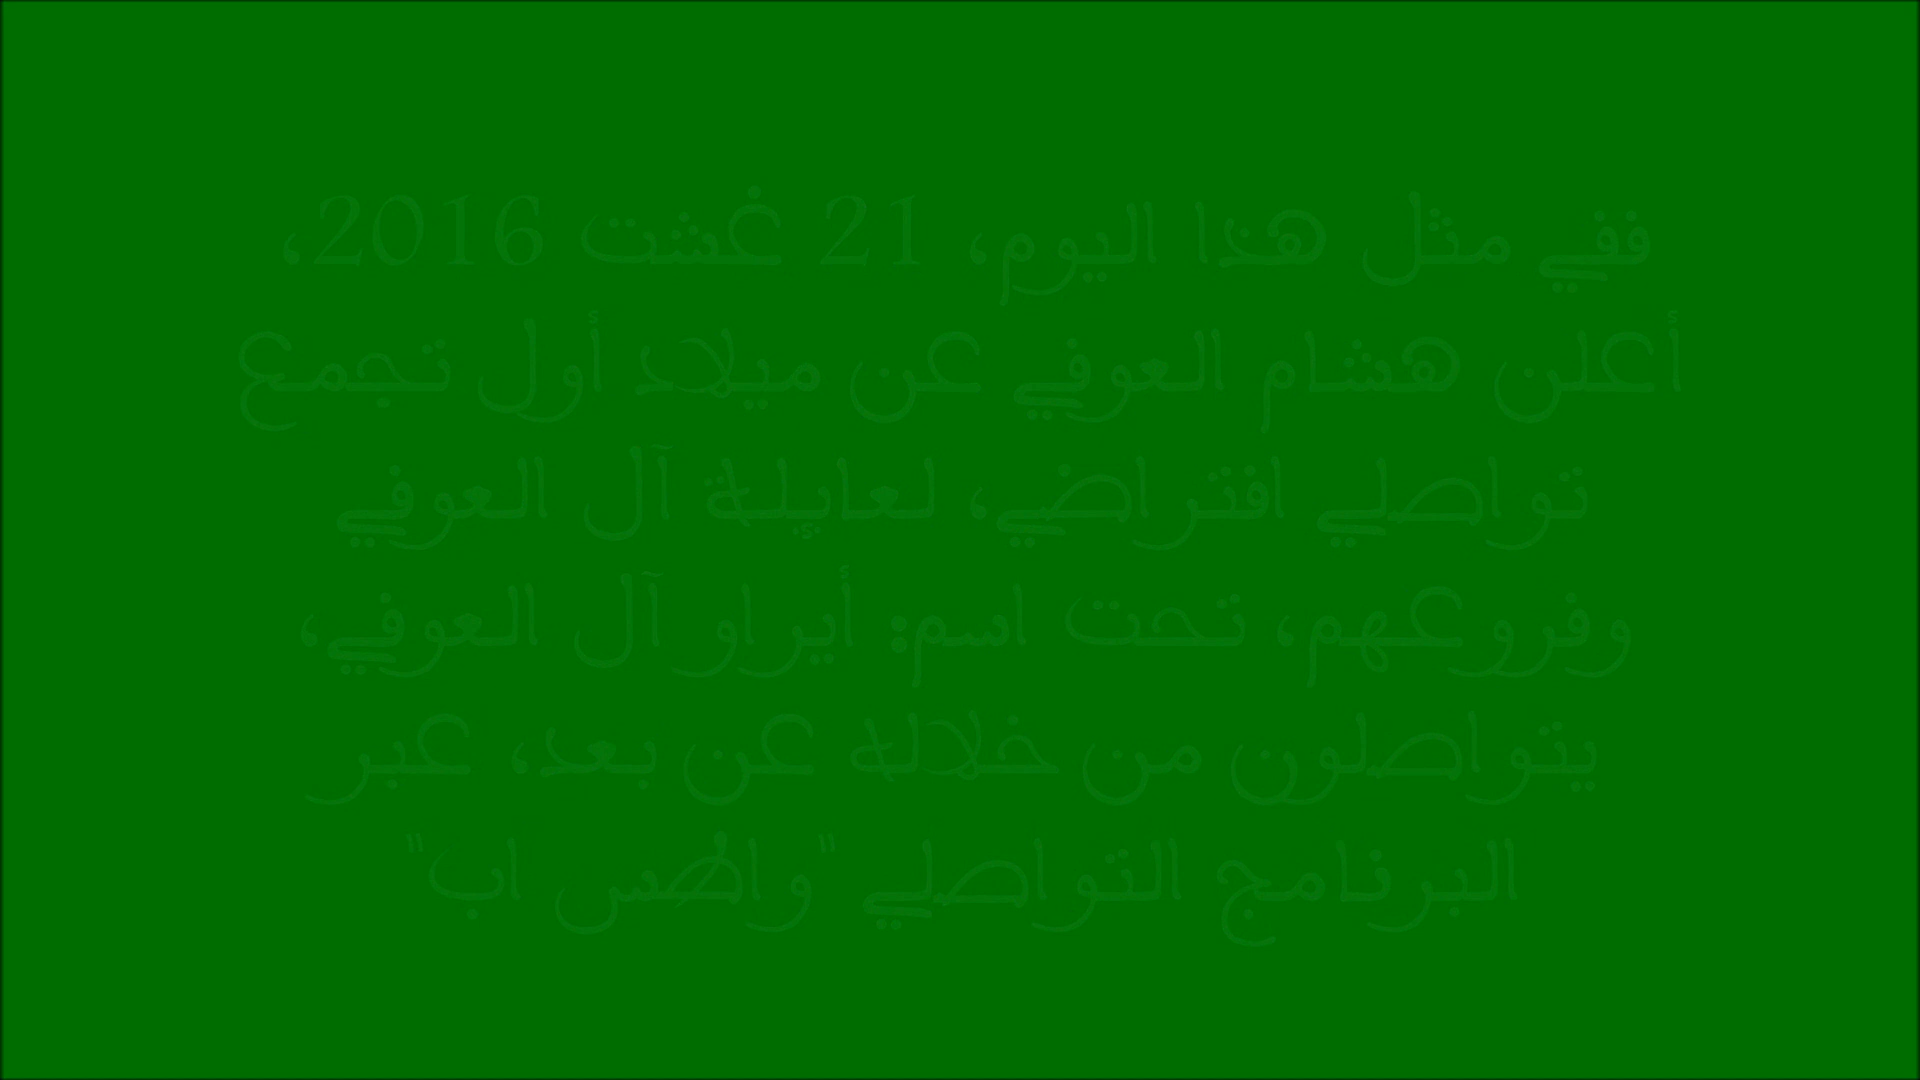 ففي مثل هذا اليوم، 21 غشت 2016،
أعلن هشام العوفي عن ميلاد أول تجمع
تواصلي افتراضي، لعايلة آل العوفي
وفروعهم، تحت اسم: أيراو آل العوفي،
يتواصلون من خلاله عن بعد، عبر
البرنامج التواصلي "واطس اب"